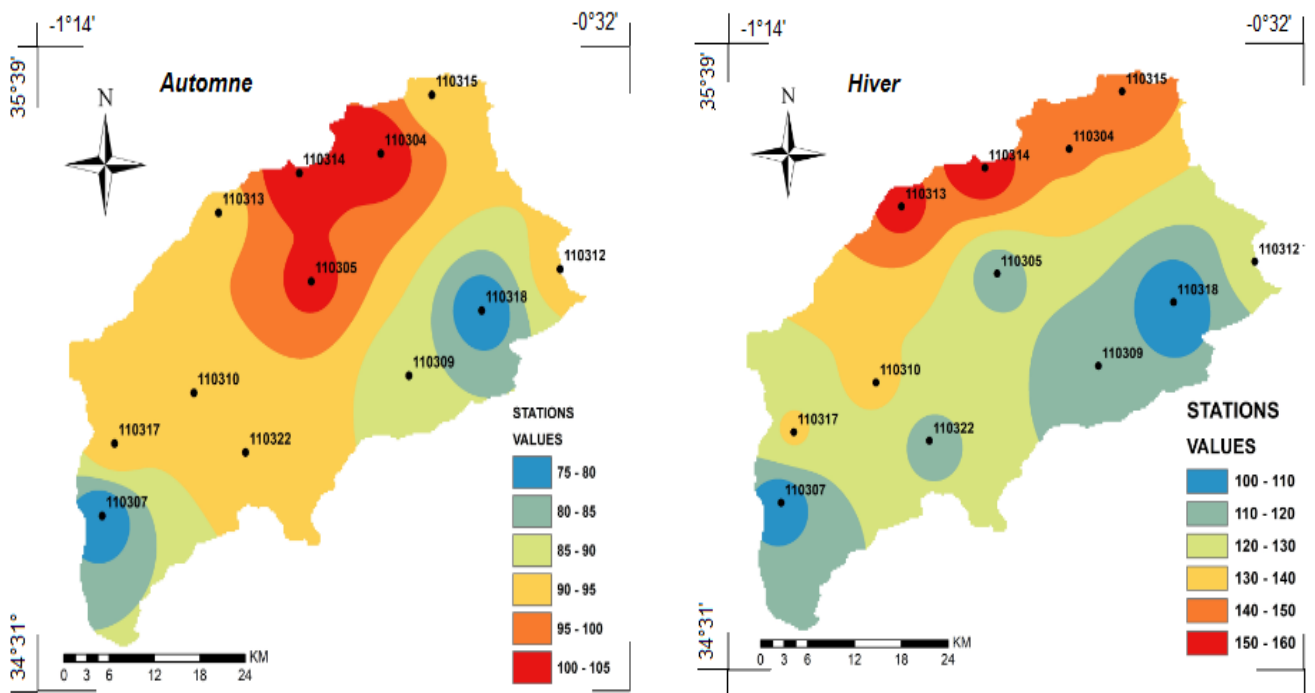 -1°14'
-0°32'
35°39'
Automne
N
110315
110304
110314
110313
110305
110312
110318
110309
110310
110317
110322
110307
STATIONS
VALUES
75 - 80
80 - 85
85 - 90
90 - 95
95 - 100
100 - 105
34°31°
KM
0 3 6 12 18 24
-1°14'
-0°32'
35°39'
Hiver
N
110315
110304
110314
110313
110305
110312
110318
110309
110310
110317
110322
110307
STATIONS
VALUES
100 - 110
110 - 120
120 - 130
130 - 140
140 - 150
150 - 160
34°31'
KM
0 3 6 12 18 24